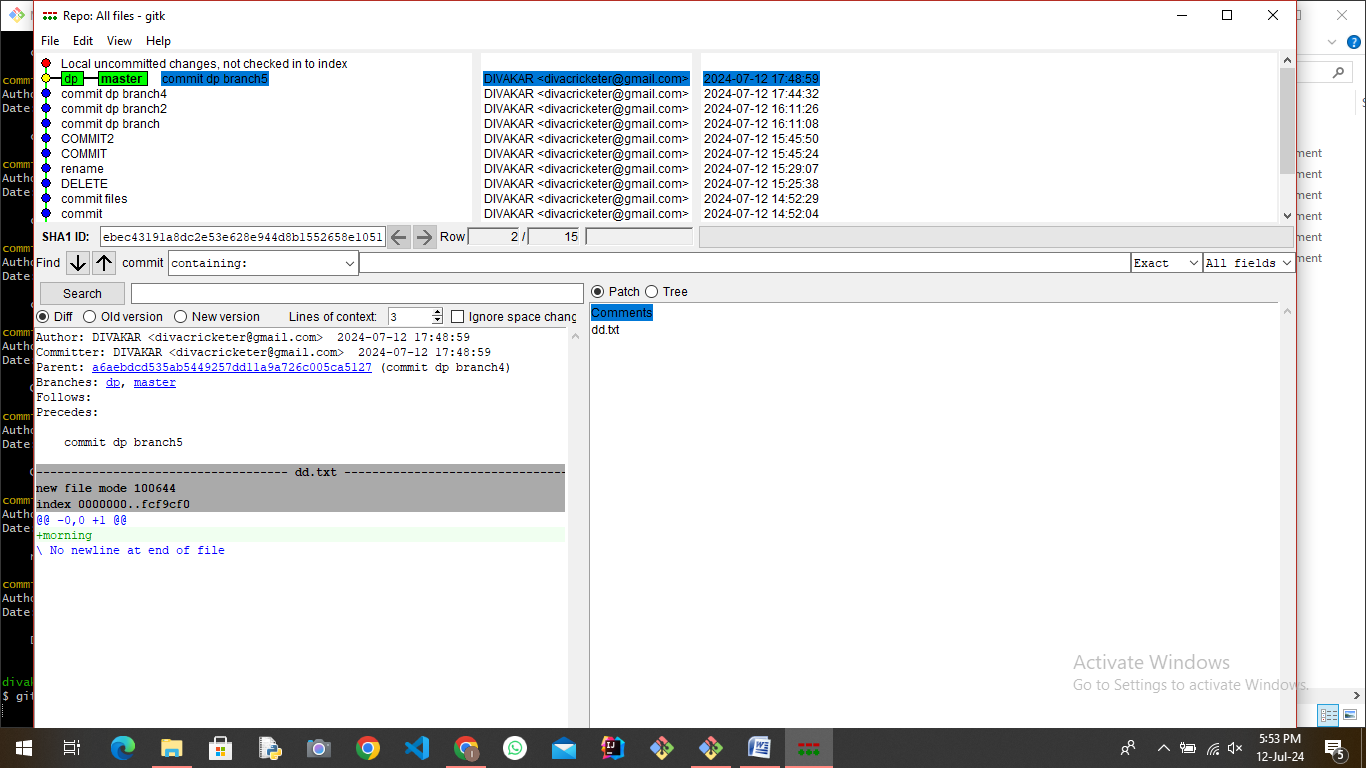 Repo: All files - gitk
File Edit View Help
Local uncommitted changes, not checked in to index
dp master commit dp branch5 DIVAKAR <divacricketer@gmail.com> 2024-07-12 17:48:59
commit dp branch4 DIVAKAR <divacricketer@gmail.com> 2024-07-12 17:44:32
commit dp branch2 DIVAKAR <divacricketer@gmail.com> 2024-07-12 16:11:26
commit dp branch DIVAKAR <divacricketer@gmail.com> 2024-07-12 16:11:08
COMMIT2 DIVAKAR <divacricketer@gmail.com> 2024-07-12 15:45:50
COMMIT DIVAKAR <divacricketer@gmail.com> 2024-07-12 15:45:24
rename DIVAKAR <divacricketer@gmail.com> 2024-07-12 15:29:07
DELETE DIVAKAR <divacricketer@gmail.com> 2024-07-12 15:25:38
commit files DIVAKAR <divacricketer@gmail.com> 2024-07-12 14:52:29
commit DIVAKAR <divacricketer@gmail.com> 2024-07-12 14:52:04
SHA1 ID: ebec43191a8dc2e53e628e944d8b1552658e1051 Row 2 / 15
Find commit containing: Exact All fields
Search
Patch Tree
Diff Old version New version Lines of context: 3 Ignore space chang
Comments
dd.txt
Author: DIVAKAR <divacricketer@gmail.com> 2024-07-12 17:48:59
Committer: DIVAKAR <divacricketer@gmail.com> 2024-07-12 17:48:59
Parent: a6aebdcd535ab5449257dd11a9a726c005ca5127 (commit dp branch4)
Branches: dp, master
Follows:
Precedes:
commit dp branch5
----------------------------------- dd.txt -----------------------------------
new file mode 100644
index 0000000..fcf9cf0
@@ -0,0 +1 @@
+morning
\ No newline at end of file
Activate Windows
Go to Settings to activate Windows.
$ git
5:53 PM
12-Jul-24
5